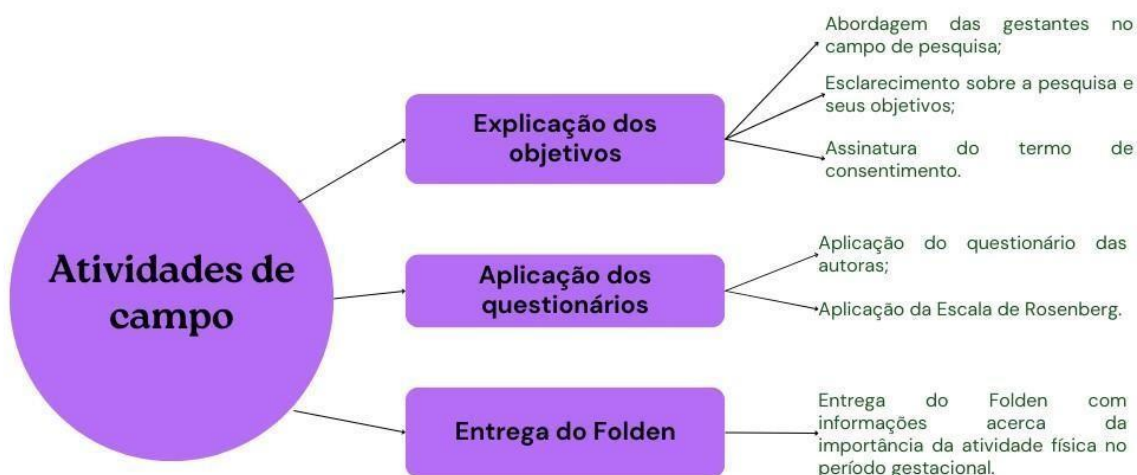 Atividades de
campo
Explicação dos
objetivos
Abordagem das gestantes no
campo de pesquisa;
Esclarecimento sobre a pesquisa e
seus objetivos;
Assinatura do termo de
consentimento.
Aplicação dos
questionários
Aplicação do questionário das
autoras;
Aplicação da Escala de Rosenberg.
Entrega do Folden
Entrega do Folden com
informações acerca da
importância da atividade física no
período gestacional.